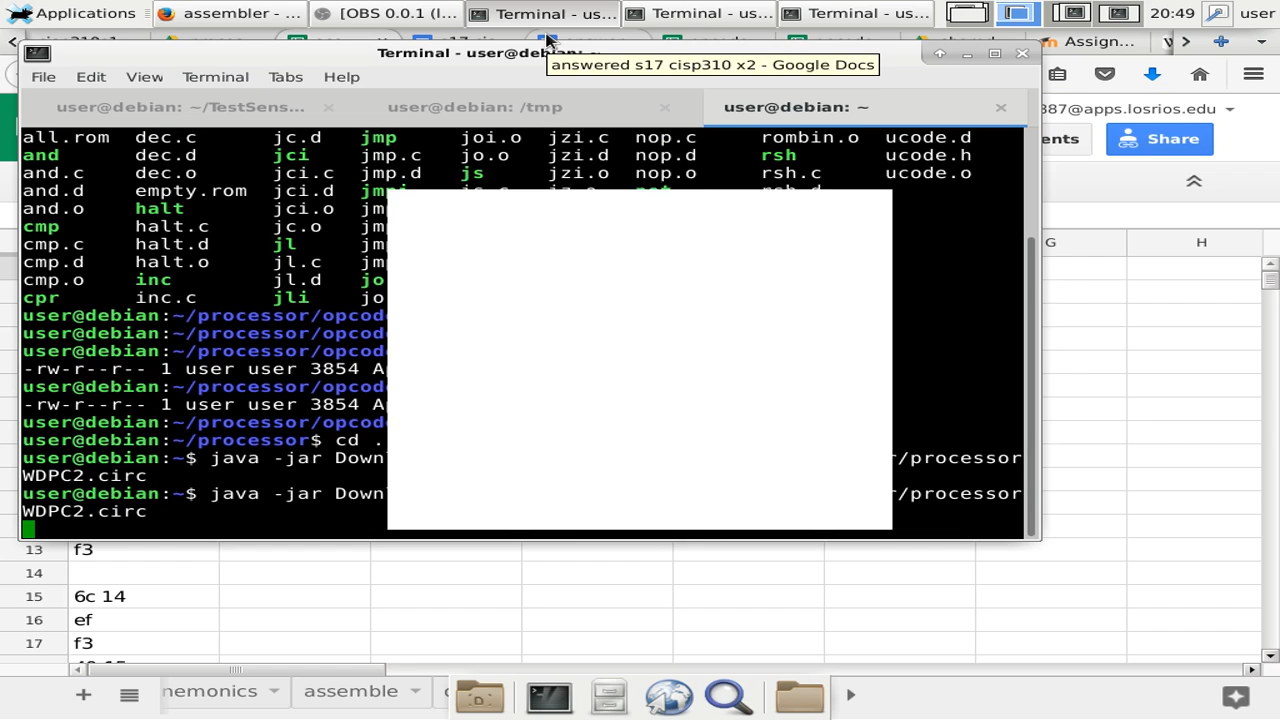 Applications
assembler - ...
[OBS 0.0.1 (l...
Terminal - us...
Terminal - us...
Terminal - us...
20:49
user
Assign...
Terminal - user@debian: ~
answered s17 cisp310 x2 - Google Docs
File Edit View Terminal Tabs Help
user@debian: ~/TestSens...
user@debian: /tmp
user@debian: ~
387@apps.losrios.edu
ents
Share
all.rom dec.c jc.d jmp joi.o jzi.c nop.c rombin.o ucode.d
and dec.d jci jmp.c jo.o jzi.d nop.d rsh ucode.h
and.c dec.o jci.c jmp.d js jzi.o nop.o rsh.c ucode.o
and.d empty.rom jci.d
and.o halt jci.o jm
cmp halt.c jc.o jm
cmp.c halt.d jl jm
cmp.d halt.o jl.c jm
cmp.o inc jl.d jo
cpr inc.c jli jo
user@debian:~/processor/opcod
user@debian:~/processor/opcod
user@debian:~/processor/opcod
-rw-r--r-- 1 user user 3854 A
user@debian:~/processor/opcod
-rw-r--r-- 1 user user 3854 A
user@debian:~/processor/opcod
user@debian:~/processor$ cd .
user@debian:~$ java -jar Down r/processor
WDPC2.circ
user@debian:~$ java -jar Down r/processor
WDPC2.circ
G H
13 f3
14
15 6c 14
16 ef
17 f3
nemonics
assemble